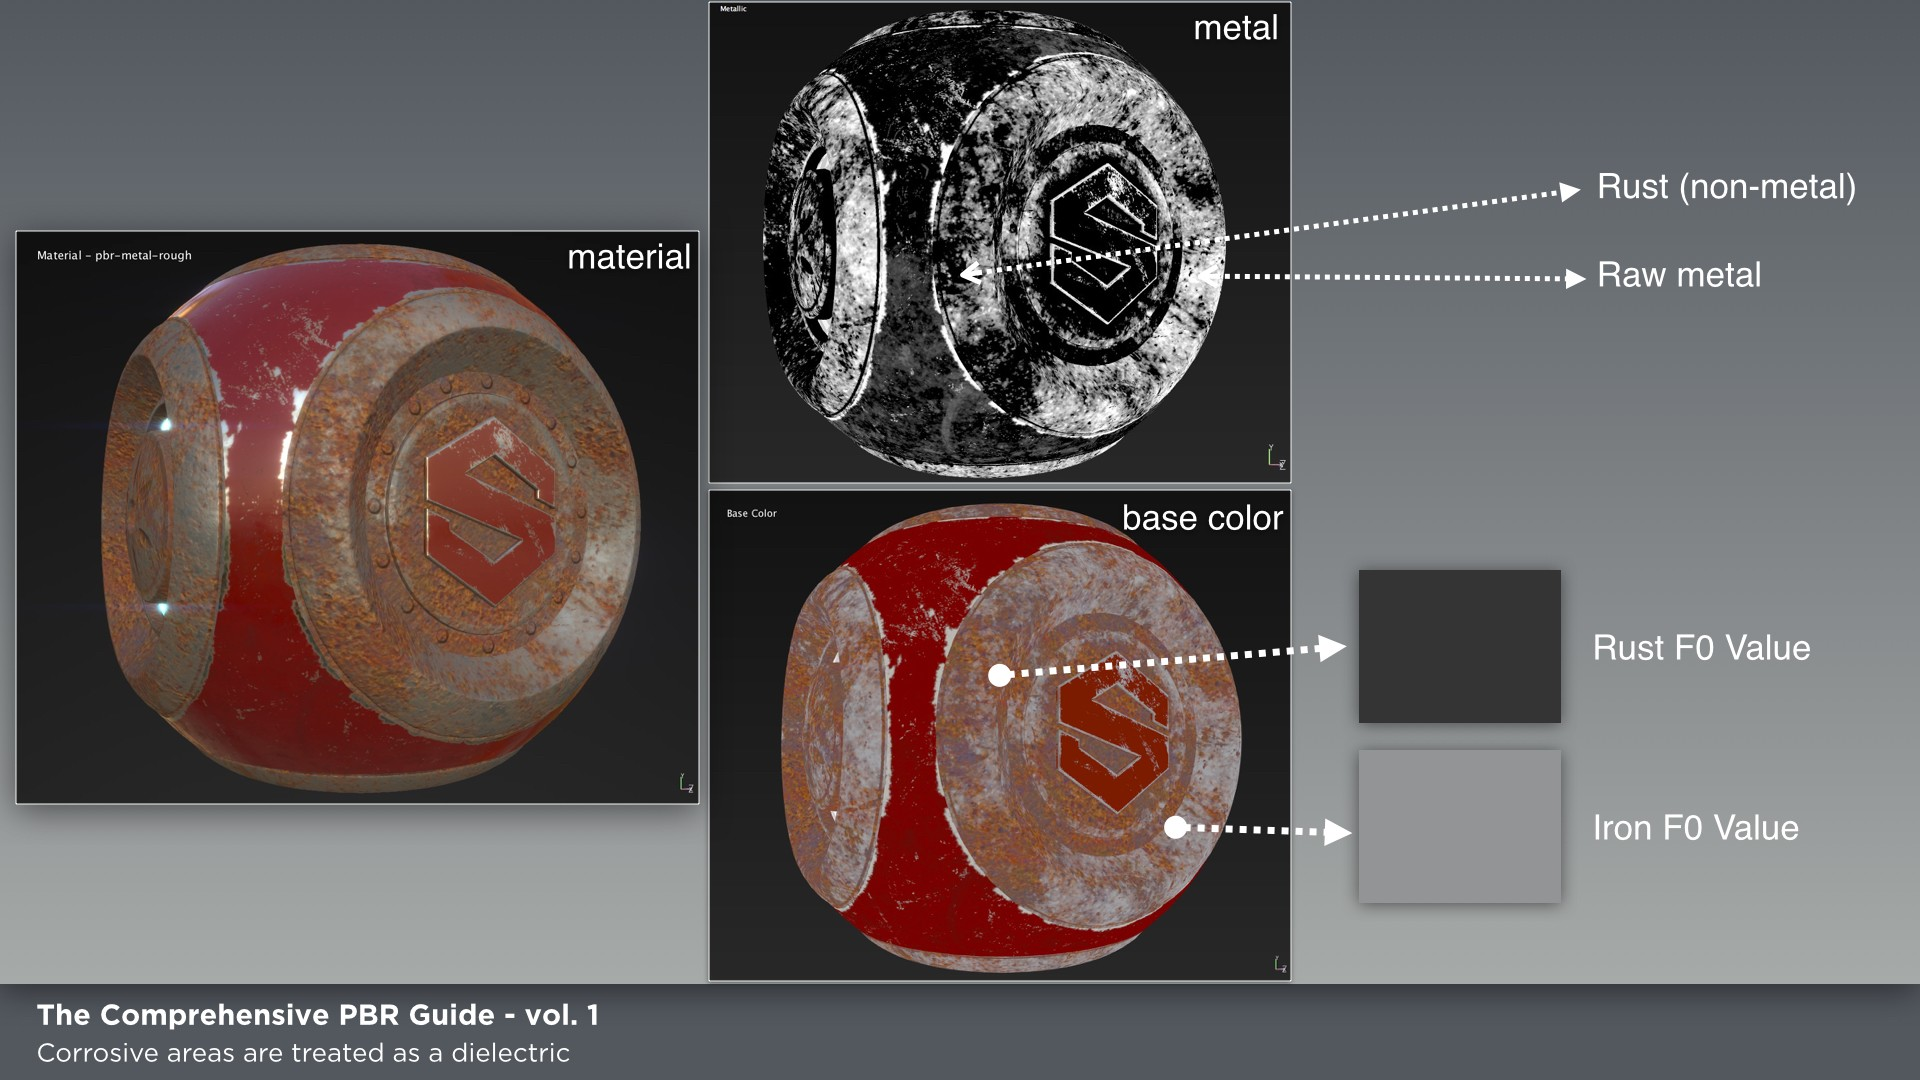 Metallic
metal
Rust (non-metal)
Raw metal
Material - pbr-metal-rough
material
Base Color
base color
Rust F0 Value
Iron F0 Value
The Comprehensive PBR Guide - vol. 1
Corrosive areas are treated as a dielectric